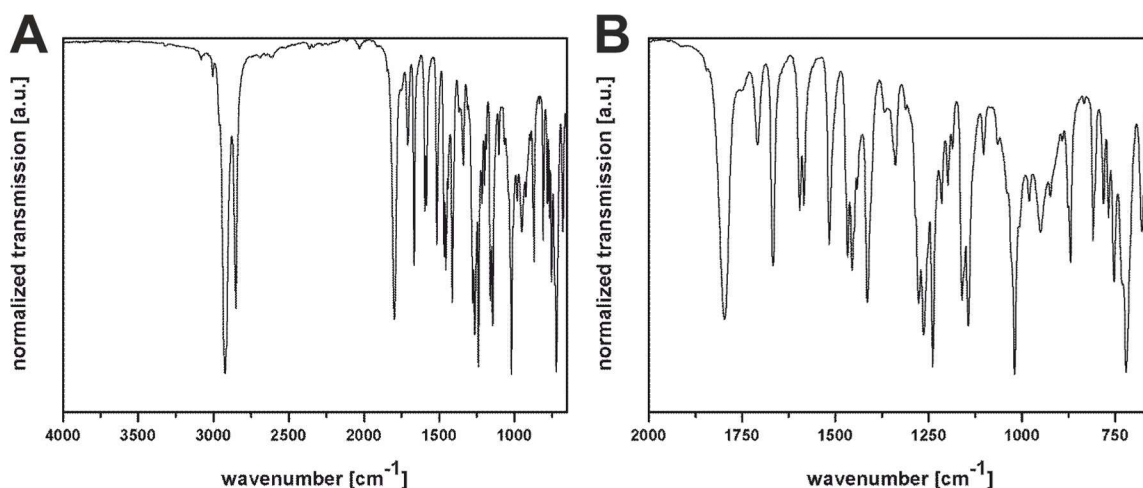 A
B
normalized transmission [a.u.]
normalized transmission [a.u.]
4000 3500 3000 2500 2000 1500 1000
2000 1750 1500 1250 1000 750
wavenumber [cm⁻¹]
wavenumber [cm⁻¹]